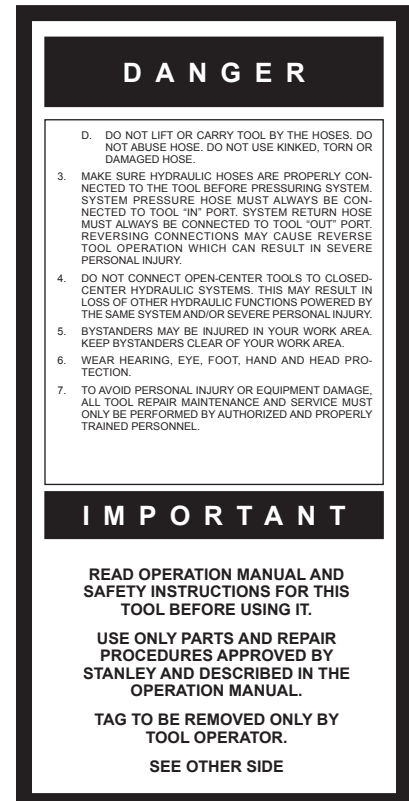 DANGER
D. DO NOT LIFT OR CARRY TOOL BY THE HOSES. DO
NOT ABUSE HOSE. DO NOT USE KINKED, TORN OR
DAMAGED HOSE.
3. MAKE SURE HYDRAULIC HOSES ARE PROPERLY CON-
NECTED TO THE TOOL BEFORE PRESSURING SYSTEM.
SYSTEM PRESSURE HOSE MUST ALWAYS BE CON-
NECTED TO TOOL “IN” PORT. SYSTEM RETURN HOSE
MUST ALWAYS BE CONNECTED TO TOOL “OUT” PORT.
REVERSING CONNECTIONS MAY CAUSE REVERSE
TOOL OPERATION WHICH CAN RESULT IN SEVERE
PERSONAL INJURY.
4. DO NOT CONNECT OPEN-CENTER TOOLS TO CLOSED-
CENTER HYDRAULIC SYSTEMS. THIS MAY RESULT IN
LOSS OF OTHER HYDRAULIC FUNCTIONS POWERED BY
THE SAME SYSTEM AND/OR SEVERE PERSONAL INJURY.
5. BYSTANDERS MAY BE INJURED IN YOUR WORK AREA.
KEEP BYSTANDERS CLEAR OF YOUR WORK AREA.
6. WEAR HEARING, EYE, FOOT, HAND AND HEAD PRO-
TECTION.
7. TO AVOID PERSONAL INJURY OR EQUIPMENT DAMAGE,
ALL TOOL REPAIR MAINTENANCE AND SERVICE MUST
ONLY BE PERFORMED BY AUTHORIZED AND PROPERLY
TRAINED PERSONNEL.
IMPORTANT
READ OPERATION MANUAL AND
SAFETY INSTRUCTIONS FOR THIS
TOOL BEFORE USING IT.
USE ONLY PARTS AND REPAIR
PROCEDURES APPROVED BY
STANLEY AND DESCRIBED IN THE
OPERATION MANUAL.
TAG TO BE REMOVED ONLY BY
TOOL OPERATOR.
SEE OTHER SIDE